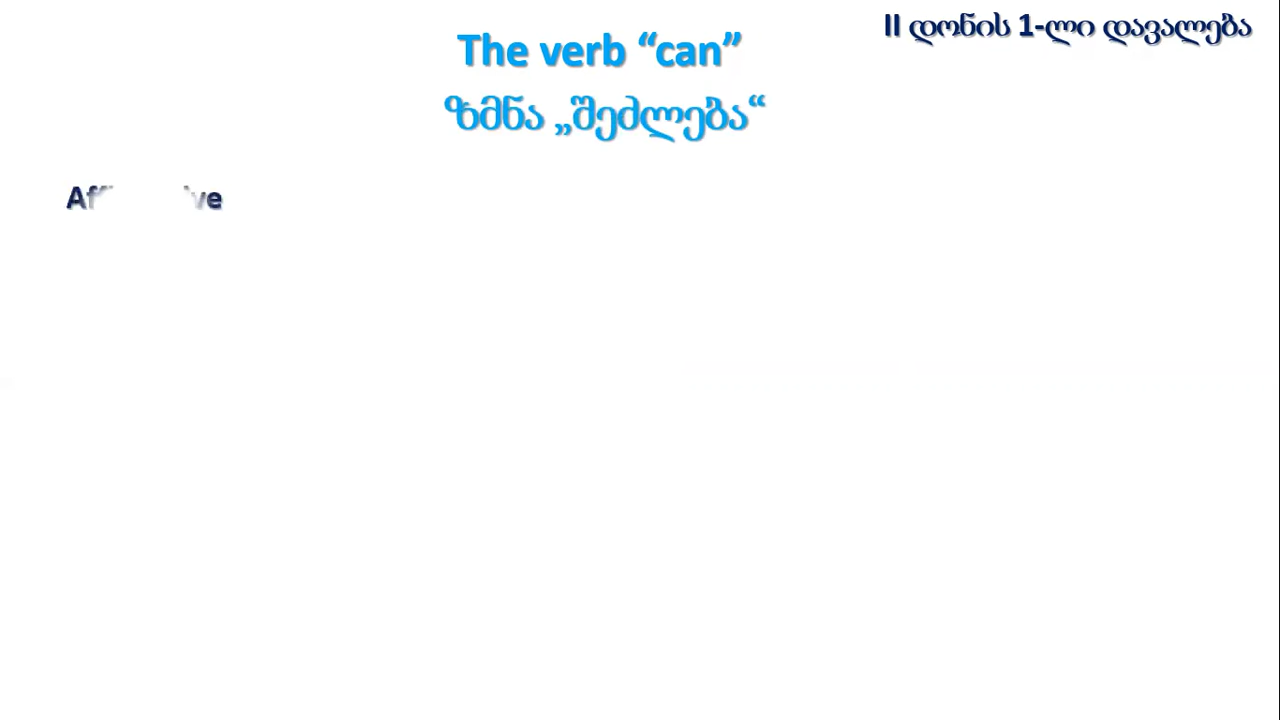 II დონის 1-ლი დავალება
The verb “can”
ზმნა „შეძლება“